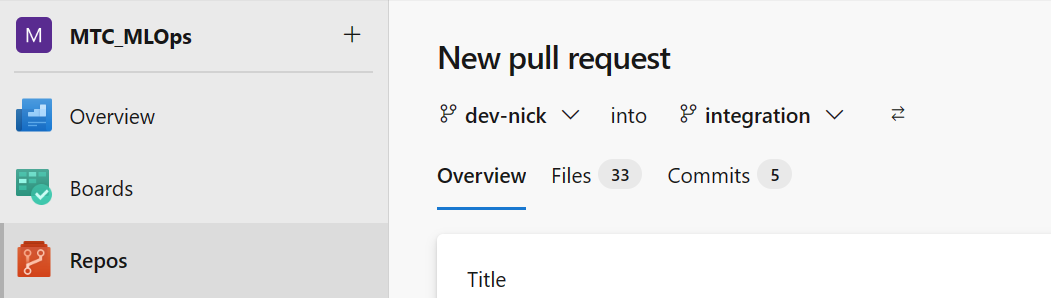 M MTC_MLOps +
Overview
Boards
Repos
New pull request
dev-nick into integration
Overview Files 33 Commits 5
Title